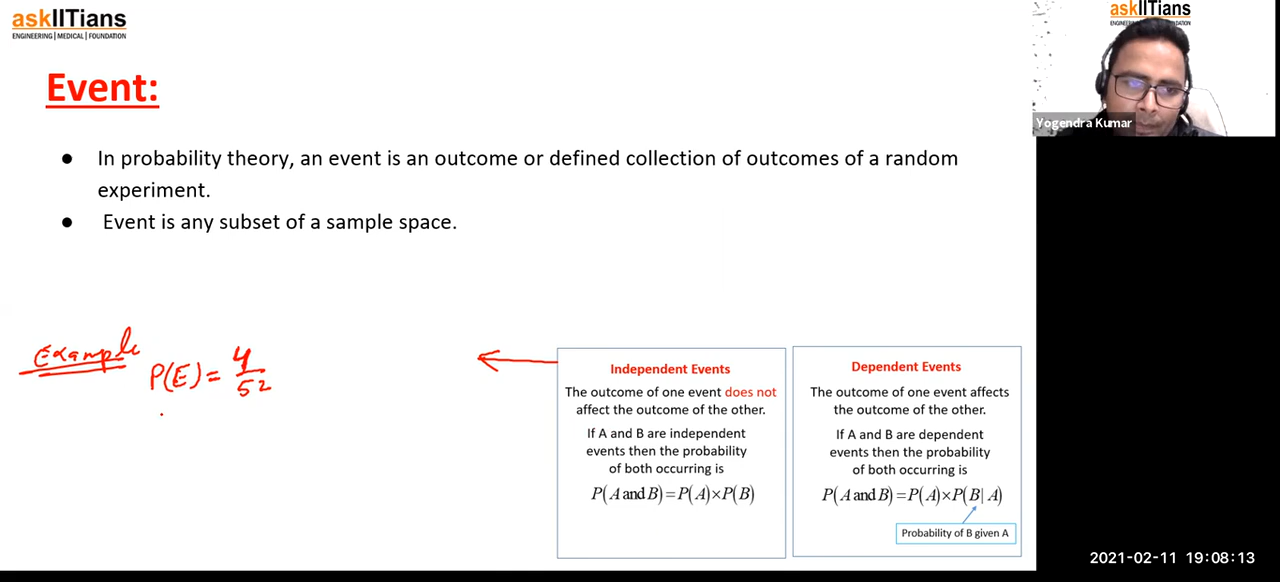 askIITians
ENGINEERING | MEDICAL | FOUNDATION
askIITians
Yogendra Kumar
Event:
● In probability theory, an event is an outcome or defined collection of outcomes of a random
experiment.
● Event is any subset of a sample space.
Example
P(E) = 4/52
Independent Events
The outcome of one event does not
affect the outcome of the other.
If A and B are independent
events then the probability
of both occurring is
P(A and B)=P(A)×P(B)
Dependent Events
The outcome of one event affects
the outcome of the other.
If A and B are dependent
events then the probability
of both occurring is
P(A and B)=P(A)×P(B|A)
Probability of B given A
2021-02-11 19:08:13